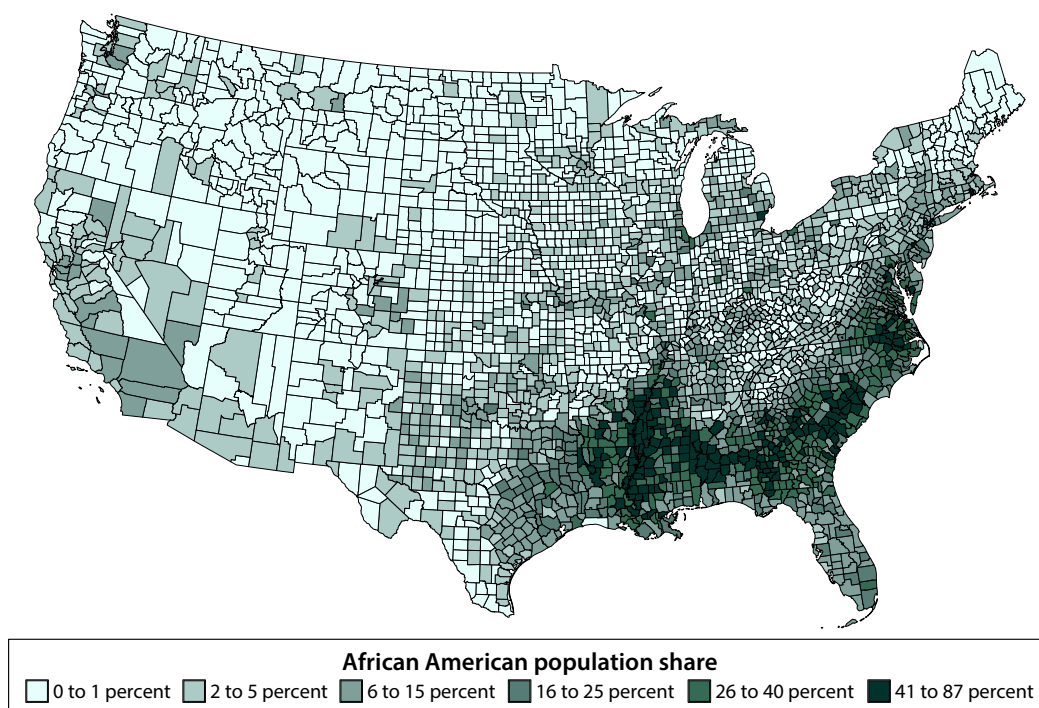 African American population share
0 to 1 percent 2 to 5 percent 6 to 15 percent 16 to 25 percent 26 to 40 percent 41 to 87 percent